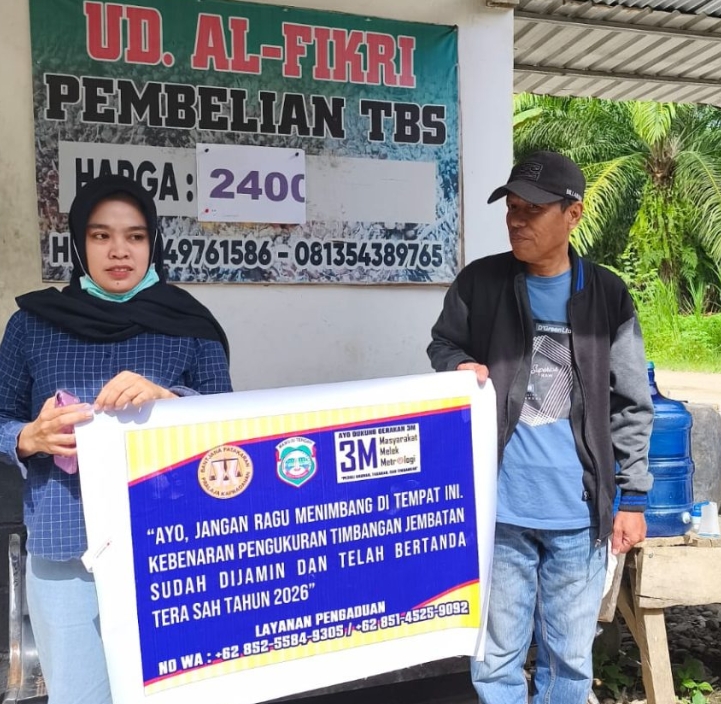 UD. AL-FIKRI
PEMBELIAN TBS
HARGA : 2400
49761586 - 081354389765
AYO DUKUNG GERAKAN 3M
3M Masyarakat
Melek
Metrologi
"AYO, JANGAN RAGU MENIMBANG DI TEMPAT INI.
KEBENARAN PENGUKURAN TIMBANGAN JEMBATAN
SUDAH DIJAMIN DAN TELAH BERTANDA
TERA SAH TAHUN 2026"
LAYANAN PENGADUAN
NO WA : +62 852-5584-9305 / +62 851-4525-9092